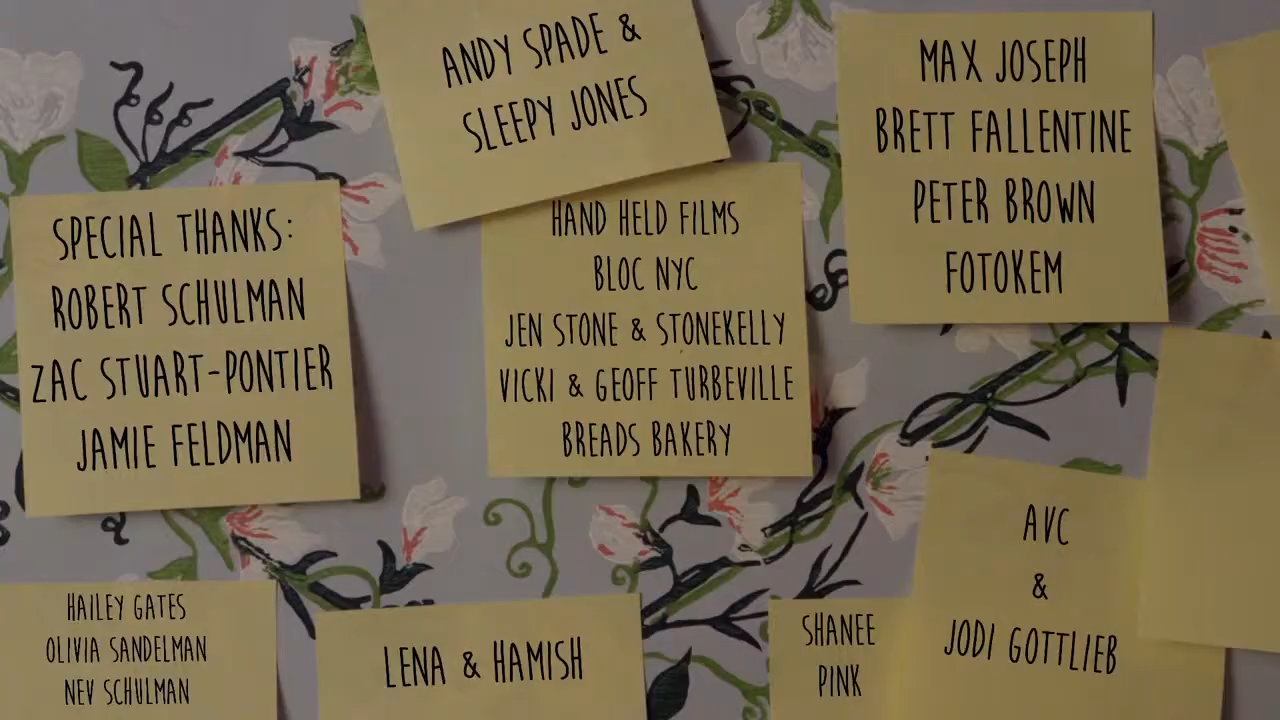 SPECIAL THANKS:
ROBERT SCHULMAN
ZAC STUART-PONTIER
JAMIE FELDMAN
ANDY SPADE &
SLEEPY JONES
HAND HELD FILMS
BLOC NYC
JEN STONE & STONEKELLY
VICKI & GEOFF TURBEVILLE
BREADS BAKERY
MAX JOSEPH
BRETT FALLENTINE
PETER BROWN
FOTOKEM
HAILEY GATES
OLIVIA SANDELMAN
NEV SCHULMAN
LENA & HAMISH
SHANEE
PINK
AVC
&
JODI GOTTLIEB